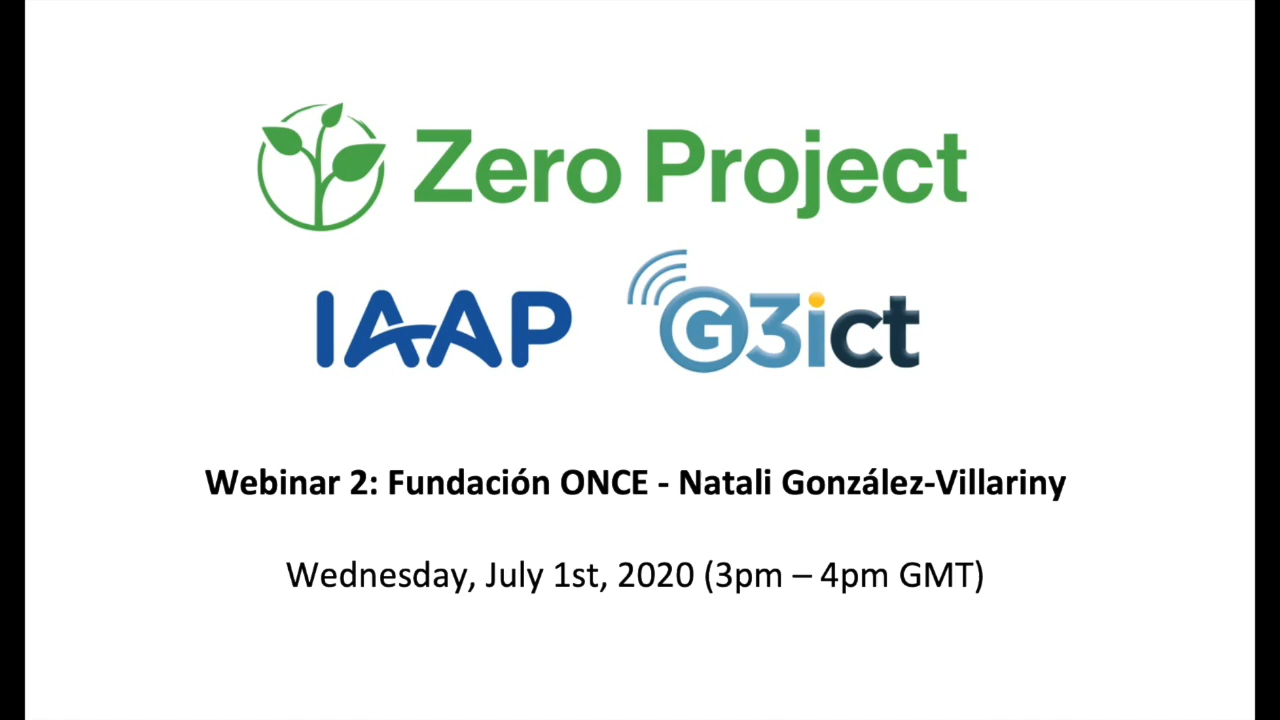 Zero Project
IAAP
G3ict
Webinar 2: Fundación ONCE - Natali González-Villariny
Wednesday, July 1st, 2020 (3pm – 4pm GMT)